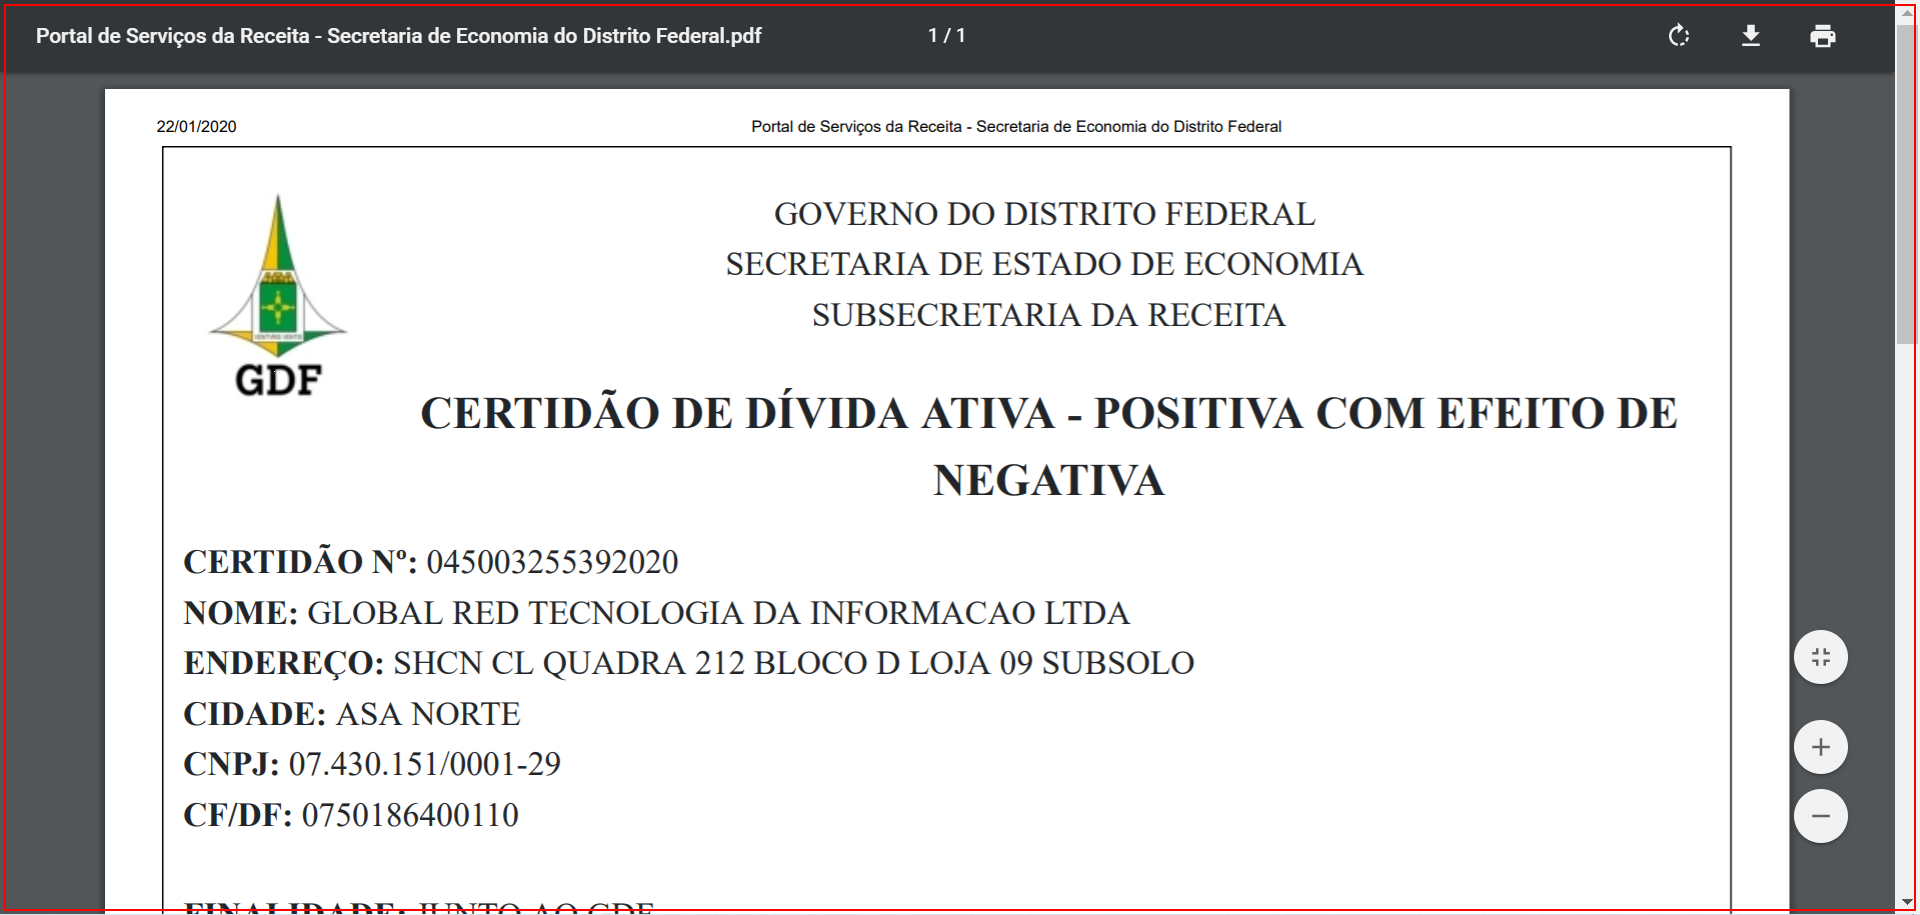 Portal de Serviços da Receita - Secretaria de Economia do Distrito Federal.pdf
1 / 1
22/01/2020
Portal de Serviços da Receita - Secretaria de Economia do Distrito Federal
GOVERNO DO DISTRITO FEDERAL
SECRETARIA DE ESTADO DE ECONOMIA
SUBSECRETARIA DA RECEITA
GDF
CERTIDÃO DE DÍVIDA ATIVA - POSITIVA COM EFEITO DE
NEGATIVA
CERTIDÃO Nº: 045003255392020
NOME: GLOBAL RED TECNOLOGIA DA INFORMACAO LTDA
ENDEREÇO: SHCN CL QUADRA 212 BLOCO D LOJA 09 SUBSOLO
CIDADE: ASA NORTE
CNPJ: 07.430.151/0001-29
CF/DF: 0750186400110
FINALIDADE: JUNTO AO GDF